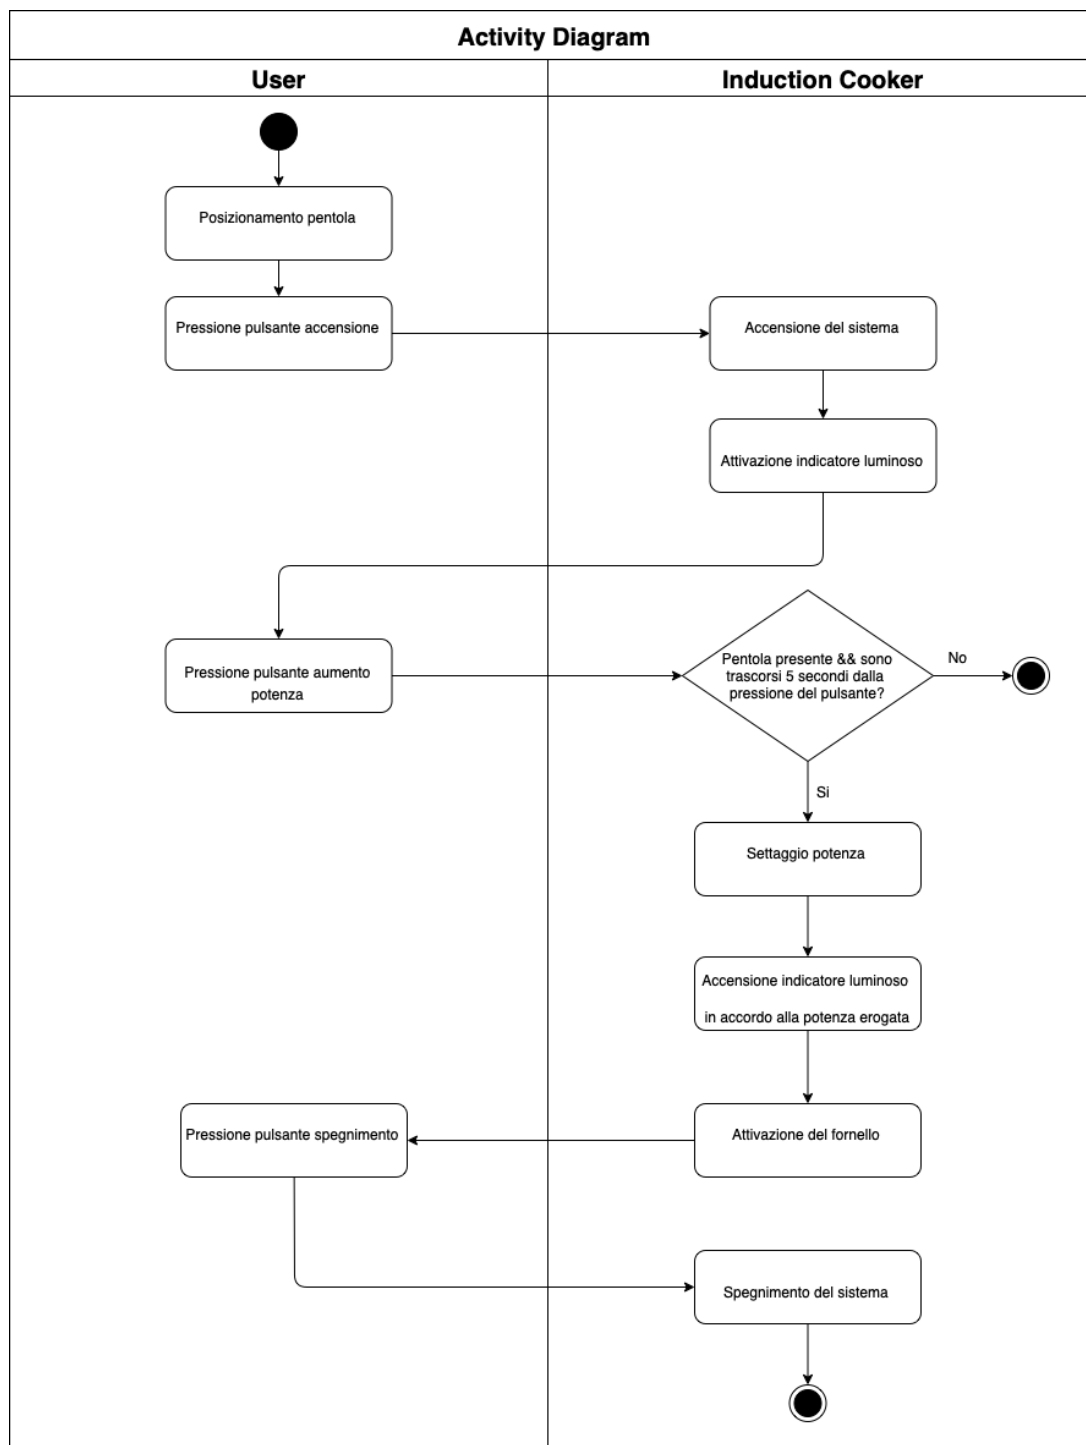 Activity Diagram
User
Induction Cooker
Posizionamento pentola
Pressione pulsante accensione
Accensione del sistema
Attivazione indicatore luminoso
Pressione pulsante aumento
potenza
Pentola presente && sono
trascorsi 5 secondi dalla
pressione del pulsante?
No
Si
Settaggio potenza
Accensione indicatore luminoso
in accordo alla potenza erogata
Pressione pulsante spegnimento
Attivazione del fornello
Spegnimento del sistema